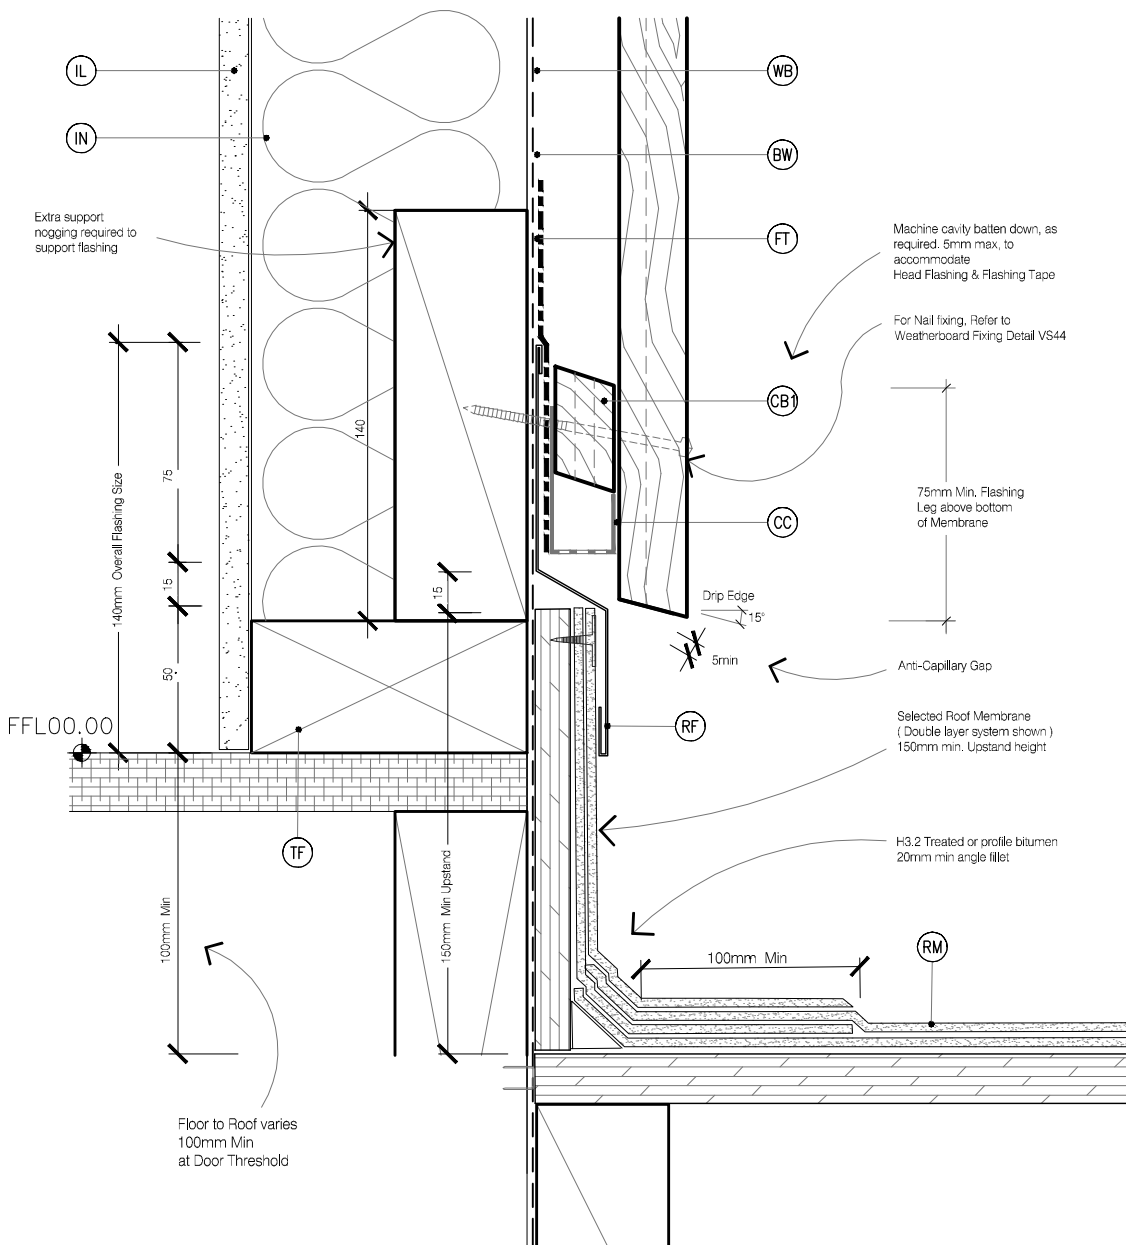 IL
IN
WB
BW
FT
Extra support
nogging required to
support flashing
Machine cavity batten down, as
required. 5mm max, to
accommodate
Head Flashing & Flashing Tape
For Nail fixing, Refer to
Weatherboard Fixing Detail VS44
CB1
CC
75mm Min. Flashing
Leg above bottom
of Membrane
140
140mm Overall Flashing Size
75
15
50
15
Drip Edge
15°
5min
Anti-Capillary Gap
FFL00.00
RF
Selected Roof Membrane
( Double layer system shown )
150mm min. Upstand height
TF
H3.2 Treated or profile bitumen
20mm min angle fillet
100mm Min
150mm Min Upstand
100mm Min
RM
Floor to Roof varies
100mm Min
at Door Threshold